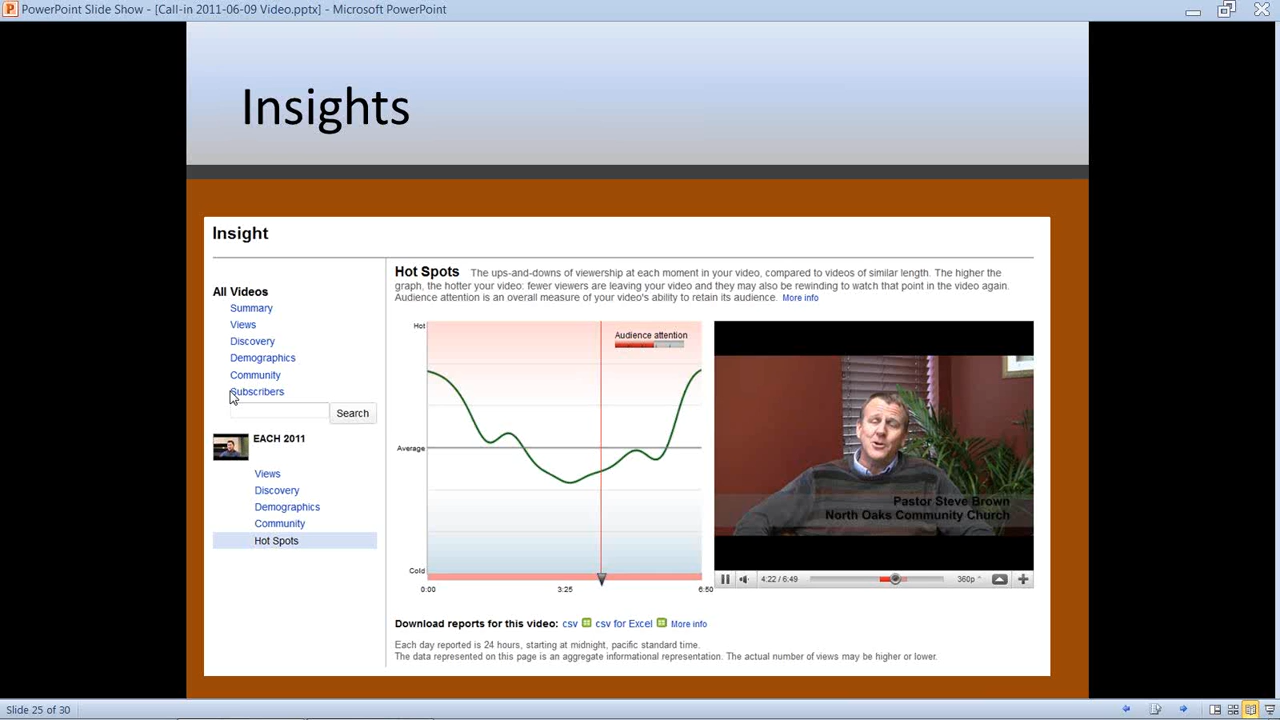 PowerPoint Slide Show - [Call-in 2011-06-09 Video.pptx] - Microsoft PowerPoint
Insights
Insight
All Videos
Summary
Views
Discovery
Demographics
Community
Subscribers
Search
EACH 2011
Views
Discovery
Demographics
Community
Hot Spots
Hot Spots The ups-and-downs of viewership at each moment in your video, compared to videos of similar length. The higher the
graph, the hotter your video: fewer viewers are leaving your video and they may also be rewinding to watch that point in the video again.
Audience attention is an overall measure of your video's ability to retain its audience. More info
Hot
Audience attention
Average
Cold
0:00 3:25 6:50
Pastor Steve Brown
North Oaks Community Church
4:22 / 6:49 360p
Download reports for this video: csv csv for Excel More info
Each day reported is 24 hours, starting at midnight, pacific standard time.
The data represented on this page is an aggregate informational representation. The actual number of views may be higher or lower.
Slide 25 of 30